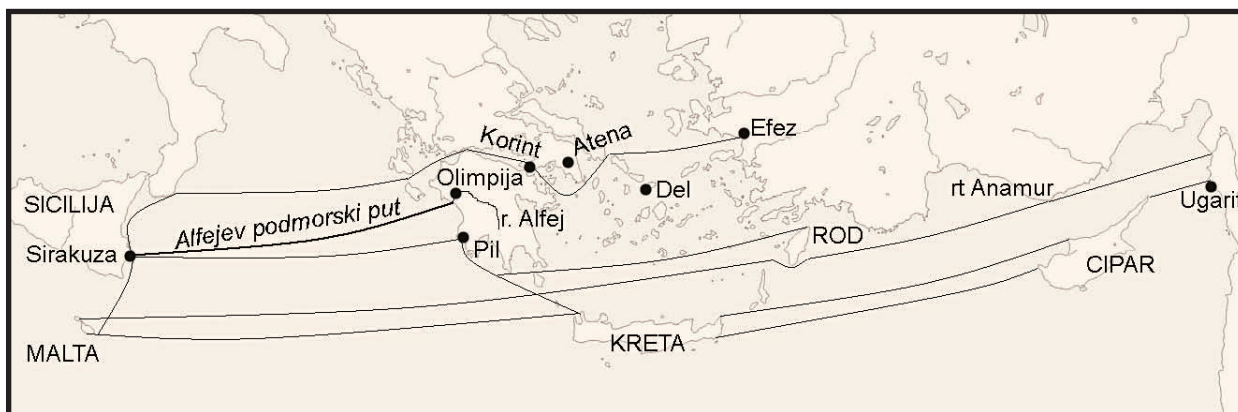 Efez
Atena
Korint
Olimpija
Del
rt Anamur
Ugarit
SICILIJA
Alfejev podmorski put
r. Alfej
ROD
Sirakuza
Pil
CIPAR
KRETA
MALTA